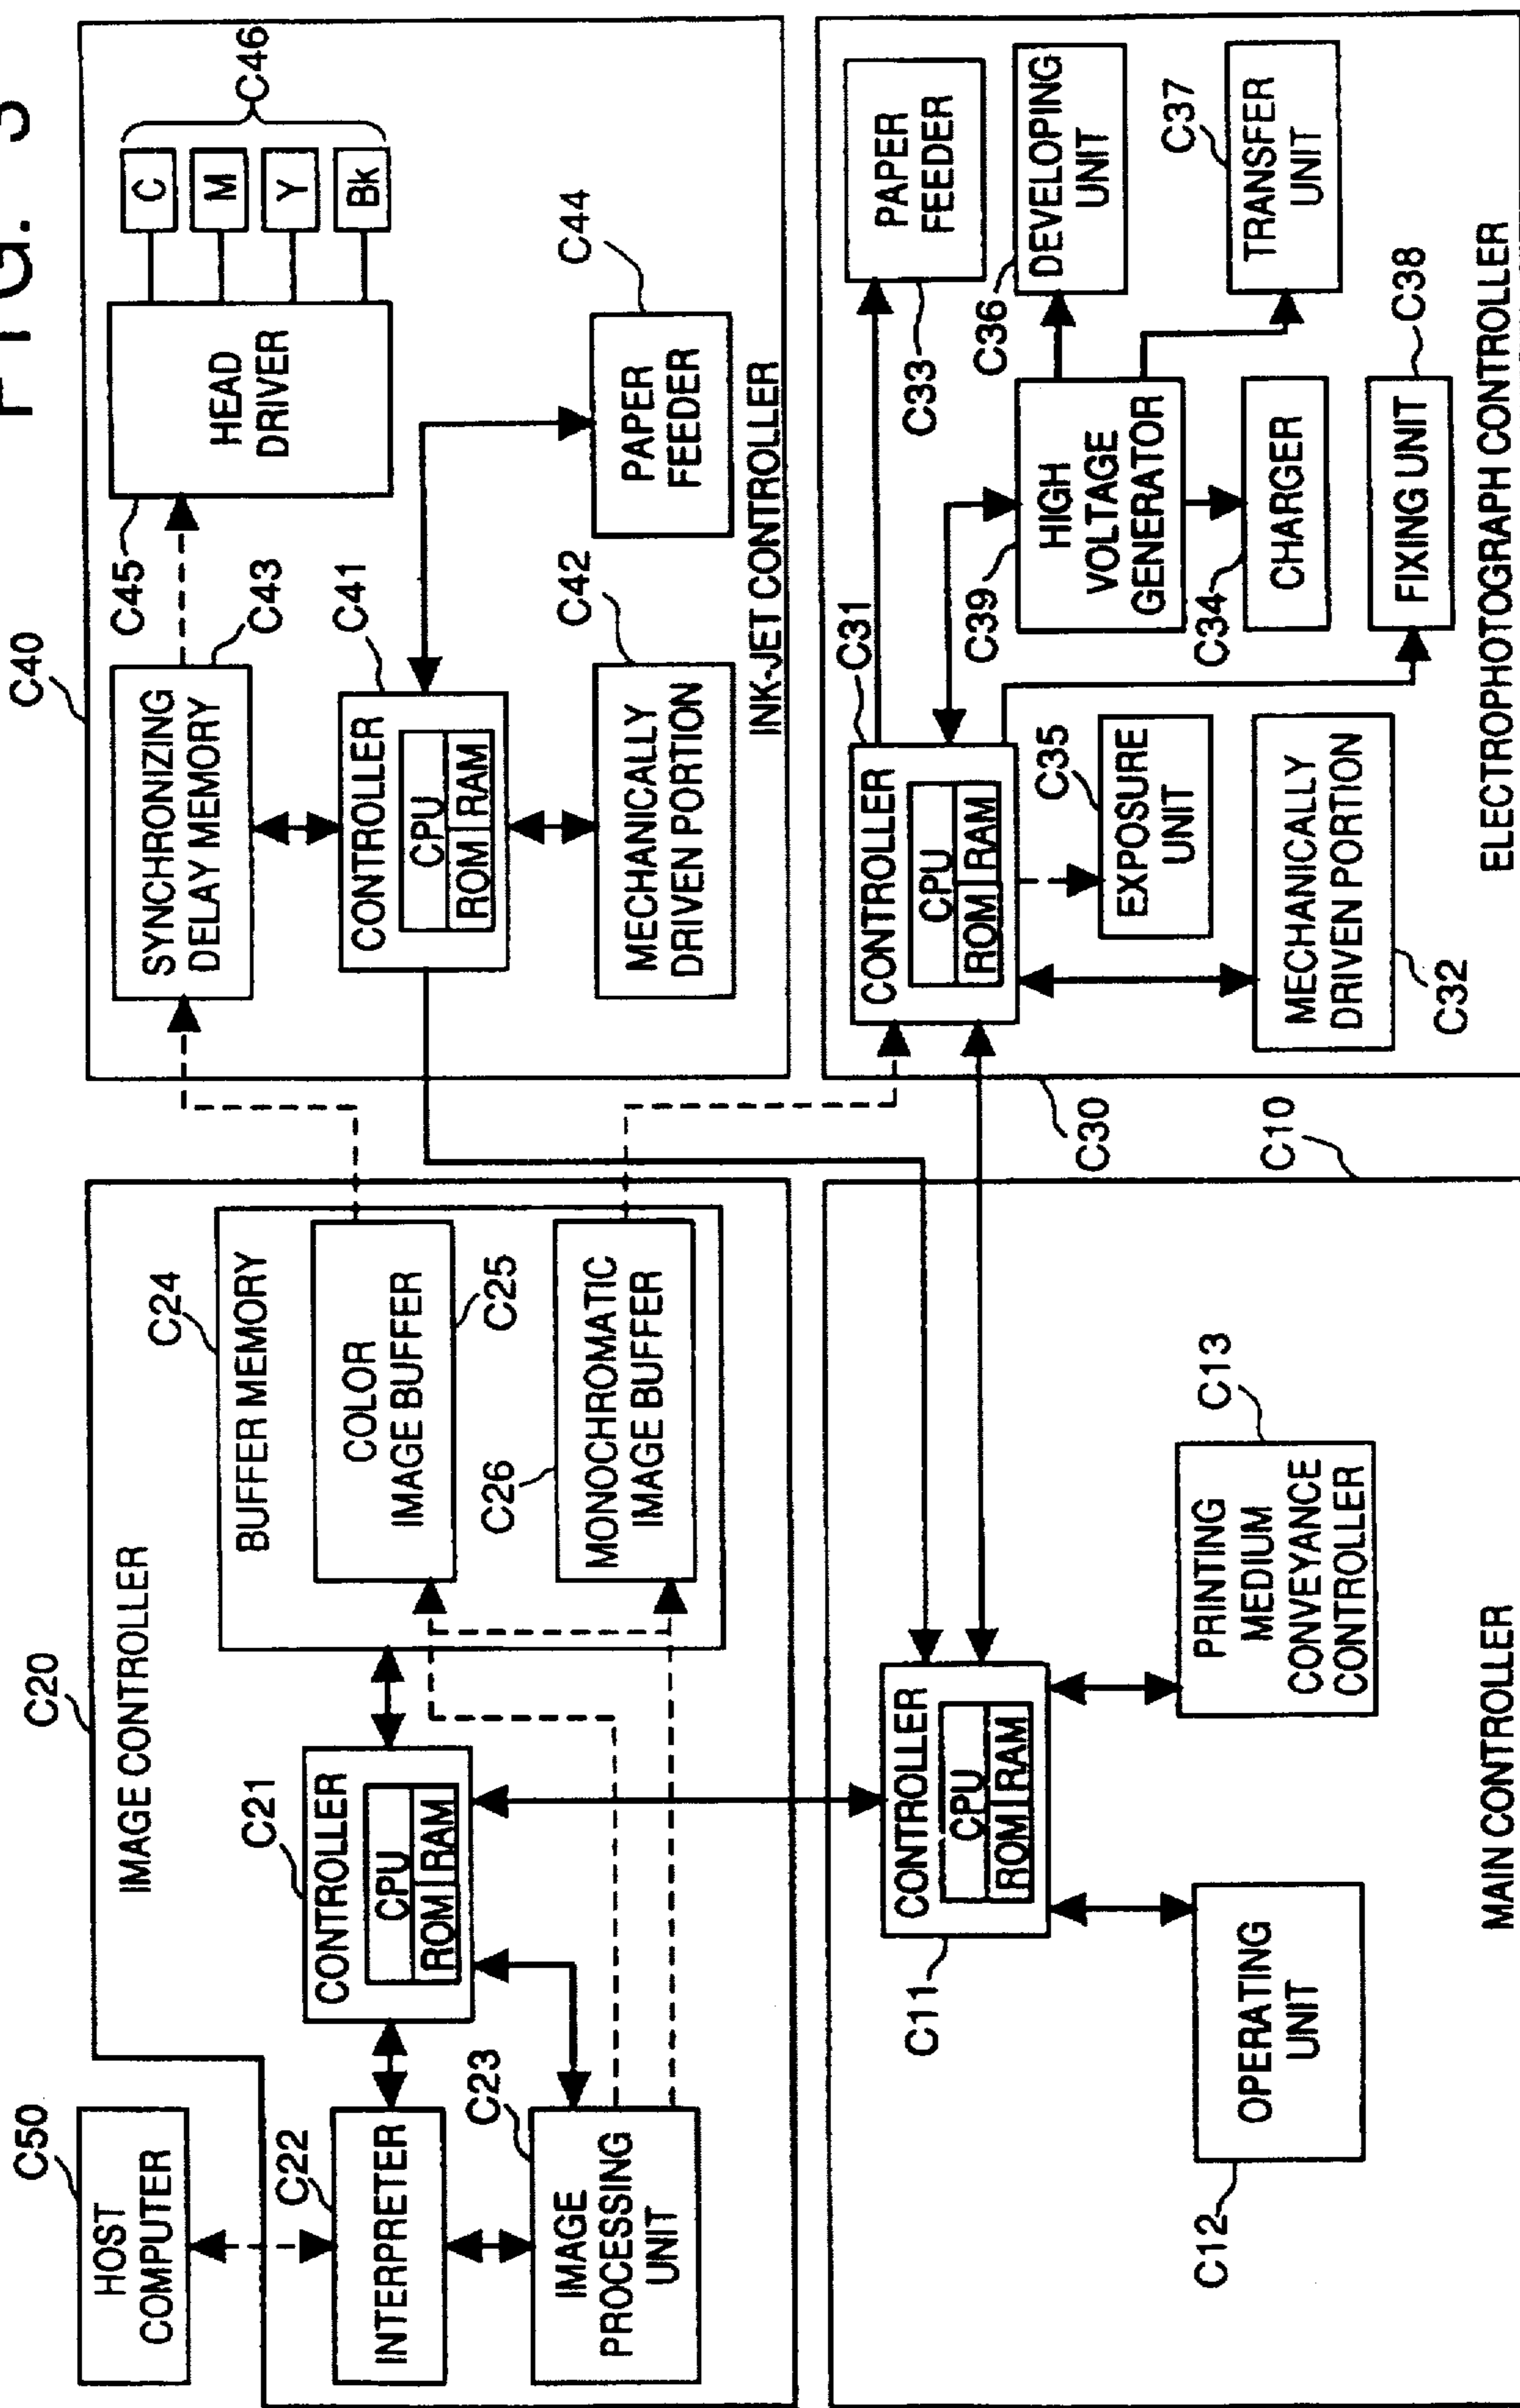 FIG. 3
C50
HOST
COMPUTER
C20
IMAGE CONTROLLER
C22
INTERPRETER
C23
IMAGE
PROCESSING
UNIT
C21
CONTROLLER
CPU
ROM RAM
C24
BUFFER MEMORY
COLOR
IMAGE BUFFER
C25
C26
MONOCHROMATIC
IMAGE BUFFER
C40
SYNCHRONIZING
DELAY MEMORY
C43
C45
HEAD
DRIVER
C
M
Y
Bk
C46
C41
CONTROLLER
CPU
ROM RAM
C42
MECHANICALLY
DRIVEN PORTION
C44
PAPER
FEEDER
INK-JET CONTROLLER
C10
C11
CONTROLLER
CPU
ROM RAM
C12
OPERATING
UNIT
C13
PRINTING
MEDIUM
CONVEYANCE
CONTROLLER
MAIN CONTROLLER
C30
C31
CONTROLLER
CPU
ROM RAM
C33
PAPER
FEEDER
C35
EXPOSURE
UNIT
C32
MECHANICALLY
DRIVEN PORTION
C39
HIGH
VOLTAGE
GENERATOR
C36
DEVELOPING
UNIT
C37
TRANSFER
UNIT
C34
CHARGER
C38
FIXING UNIT
ELECTROPHOTOGRAPH CONTROLLER